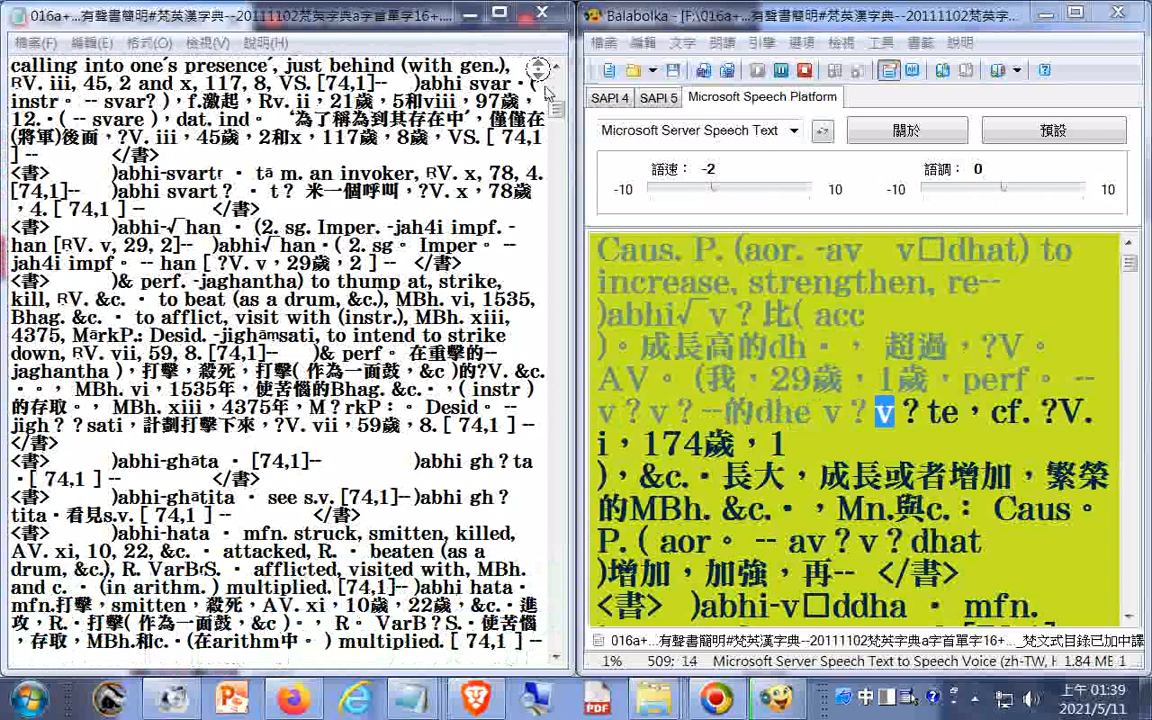 有聲書簡明#梵英漢字典--20111102梵英字典a字首單字16+...
檔案(F) 編輯(E) 格式(O) 檢視(V) 說明(H)
calling into one's presence', just behind (with gen.),
RV. iii, 45, 2 and x, 117, 8, VS. [74,1]-- )abhi svar・(
instr。 -- svar? ), f.激起, Rv. ii, 21歲, 5和viii, 97歲,
12.・( -- svare ), dat. ind。 ‘為了稱為到其存在中’, 僅僅在
(將軍)後面, ?V. iii, 45歲, 2和x, 117歲, 8歲, VS. [ 74,1
] -- </書>
<書> )abhi-svartṛ ・ tā m. an invoker, RV. x, 78, 4.
[74,1]-- )abhi svart ? ・ t ? 米一個呼叫, ?V. x, 78歲
, 4. [ 74,1 ] -- </書>
<書> )abhi-√han ・ (2. sg. Imper. -jah4i impf. -
han [RV. v, 29, 2]-- )abhi√han・( 2. sg。 Imper。 --
jah4i impf。 -- han [ ?V. v, 29歲, 2 ] -- </書>
<書> )& perf. -jaghantha) to thump at, strike,
kill, RV. &c. ・ to beat (as a drum, &c.), MBh. vi, 1535,
Bhag. &c. ・ to afflict, visit with (instr.), MBh. xiii,
4375, MārkP.: Desid. -jighāṃsati, to intend to strike
down, RV. vii, 59, 8. [74,1]-- )& perf。 在重擊的--
jaghantha ), 打擊, 殺死, 打擊( 作為一面鼓, &c )的?V. &c.
・。, MBh. vi, 1535年, 使苦惱的Bhag. &c.・, ( instr )
的存取。, MBh. xiii, 4375年, M ? rkP :。 Desid。 --
jigh ? ? sati, 計劃打擊下來, ?V. vii, 59歲, 8. [ 74,1 ] --
</書>
<書> )abhi-ghāta ・ [74,1]-- )abhi gh ? ta
・[ 74,1 ] -- </書>
<書> )abhi-ghātita ・ see s.v. [74,1]-- )abhi gh ?
tita・看見s.v. [ 74,1 ] -- </書>
<書> )abhi-hata ・ mfn. struck, smitten, killed,
AV. xi, 10, 22, &c. ・ attacked, R. ・ beaten (as a
drum, &c.), R. VarBṛS. ・ afflicted, visited with, MBh.
and c. ・ (in arithm. ) multiplied. [74,1]-- )abhi hata・
mfn.打擊, smitten, 殺死, AV. xi, 10歲, 22歲, &c.・進
攻, R.・打擊( 作為一面鼓, &c )。, R。 VarB ? S.・使苦惱
, 存取, MBh.和c.・(在arithm中。 ) multiplied. [ 74,1 ] --
Balabolka - [F:\016a+...有聲書簡明#梵英漢字典--20111102梵英字...
檔案 編輯 文字 朗讀 引擎 選項 檢視 工具 書籤 說明
SAPI 4 SAPI 5 Microsoft Speech Platform
Microsoft Server Speech Text 關於 預設
語速： -2 語調： 0
-10 10 -10 10
Caus. P. (aor. -av v□dhat) to
increase, strengthen, re--
)abhi√ v ? 比( acc
)。成長高的dh・, 超過, ?V。
AV。 (我, 29歲, 1歲, perf。 --
v ? v ? --的dhe v ? v ? te, cf. ?V.
i, 174歲, 1
), &c.・長大, 成長或者增加, 繁榮
的MBh. &c.・, Mn.與c.: Caus。
P. ( aor。 -- av ? v ? dhat
)增加, 加強, 再-- </書>
<書> )abhi-v□ddha ・ mfn.
016a+...有聲書簡明#梵英漢字典--20111102梵英字典a字首單字16+..._梵文式目錄已加中譯
1% 509: 14 Microsoft Server Speech Text to Speech Voice (zh-TW, H 1.84 MB 1
中
上午 01:39
2021/5/11